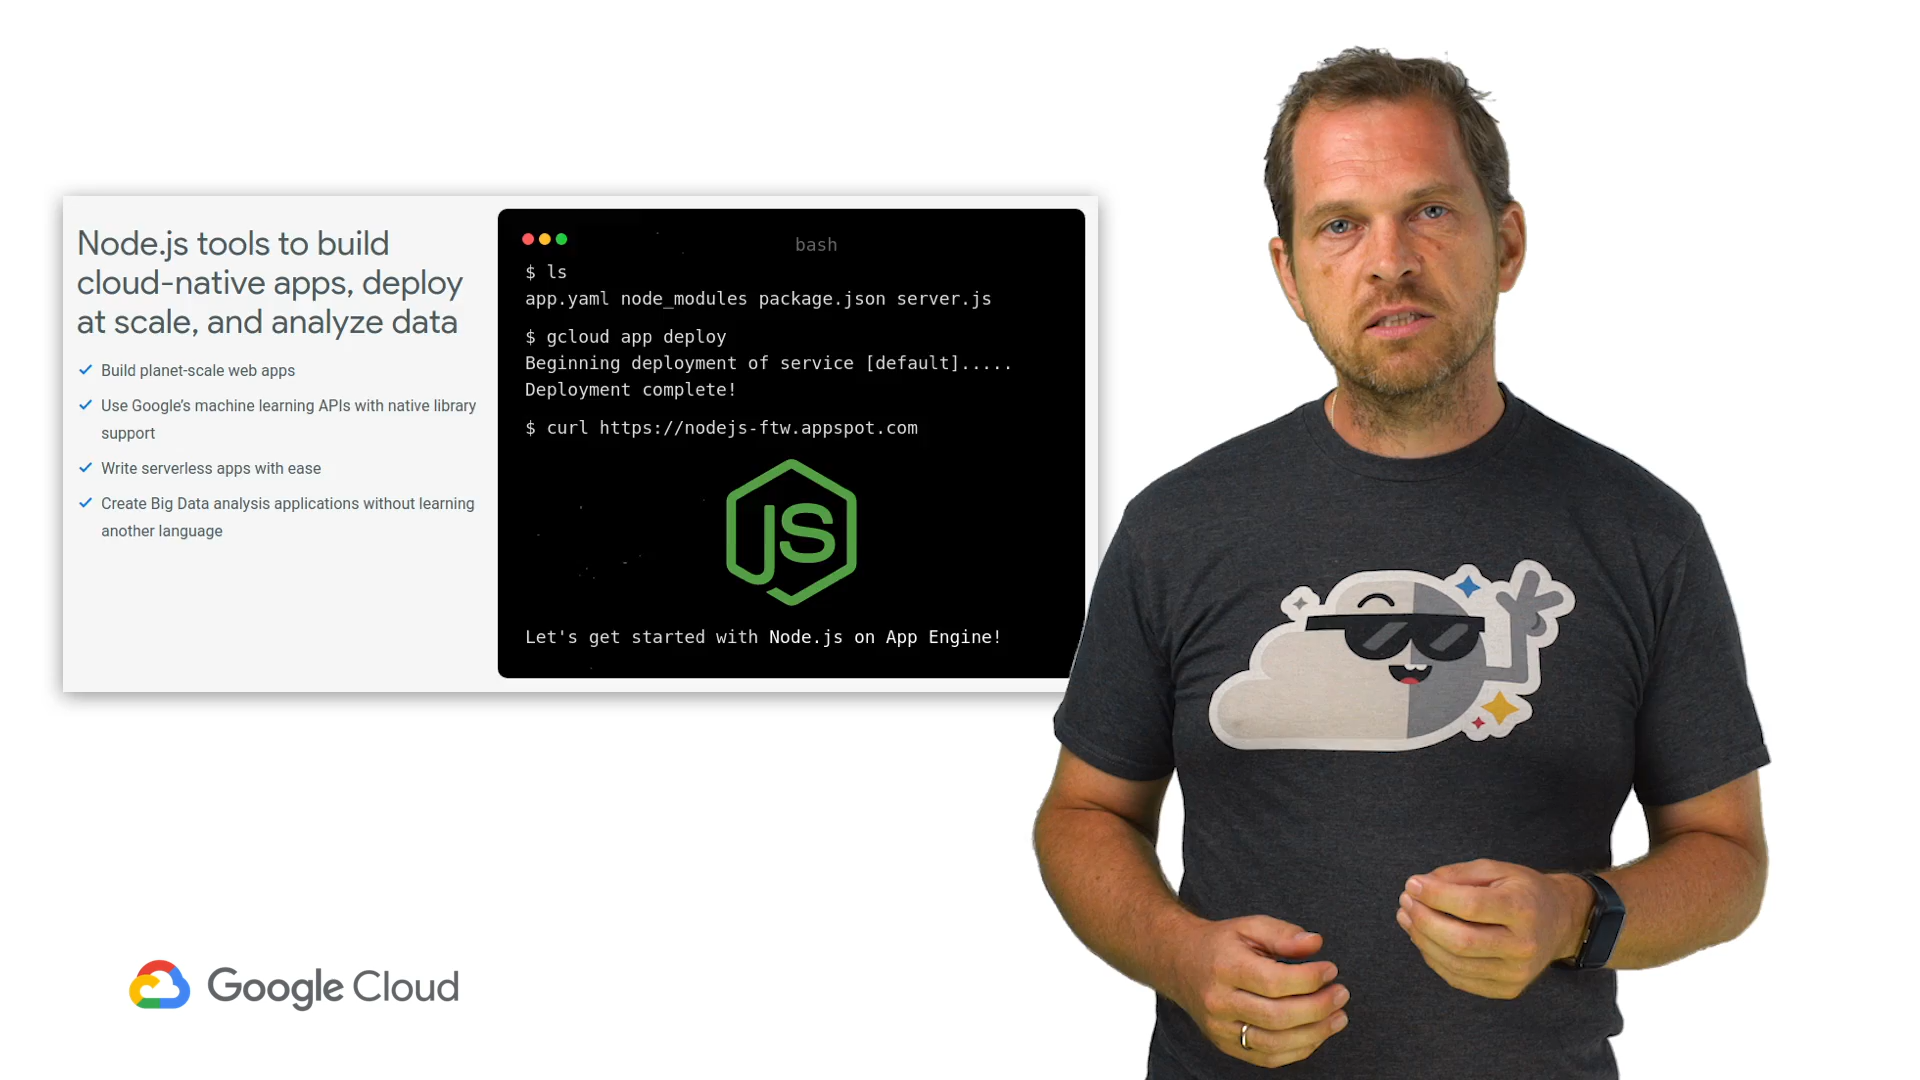 Node.js tools to build
cloud-native apps, deploy
at scale, and analyze data
Build planet-scale web apps
Use Google’s machine learning APIs with native library
support
Write serverless apps with ease
Create Big Data analysis applications without learning
another language
bash
$ ls
app.yaml node_modules package.json server.js
$ gcloud app deploy
Beginning deployment of service [default].....
Deployment complete!
$ curl https://nodejs-ftw.appspot.com
JS
Let's get started with Node.js on App Engine!
Google Cloud